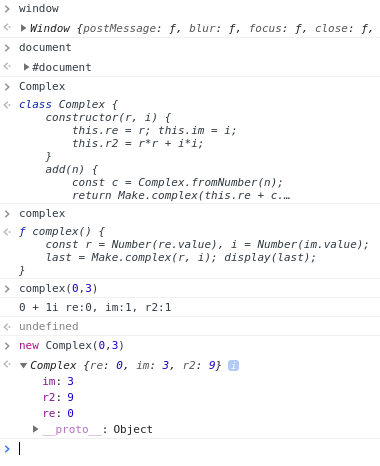 window
Window {postMessage: ƒ, blur: ƒ, focus: ƒ, close: ƒ,
document
#document
Complex
class Complex {
constructor(r, i) {
this.re = r; this.im = i;
this.r2 = r*r + i*i;
}
add(n) {
const c = Complex.fromNumber(n);
return Make.complex(this.re + c.…
complex
ƒ complex() {
const r = Number(re.value), i = Number(im.value);
last = Make.complex(r, i); display(last);
}
complex(0,3)
0 + 1i re:0, im:1, r2:1
undefined
new Complex(0,3)
Complex {re: 0, im: 3, r2: 9} i
im: 3
r2: 9
re: 0
__proto__: Object